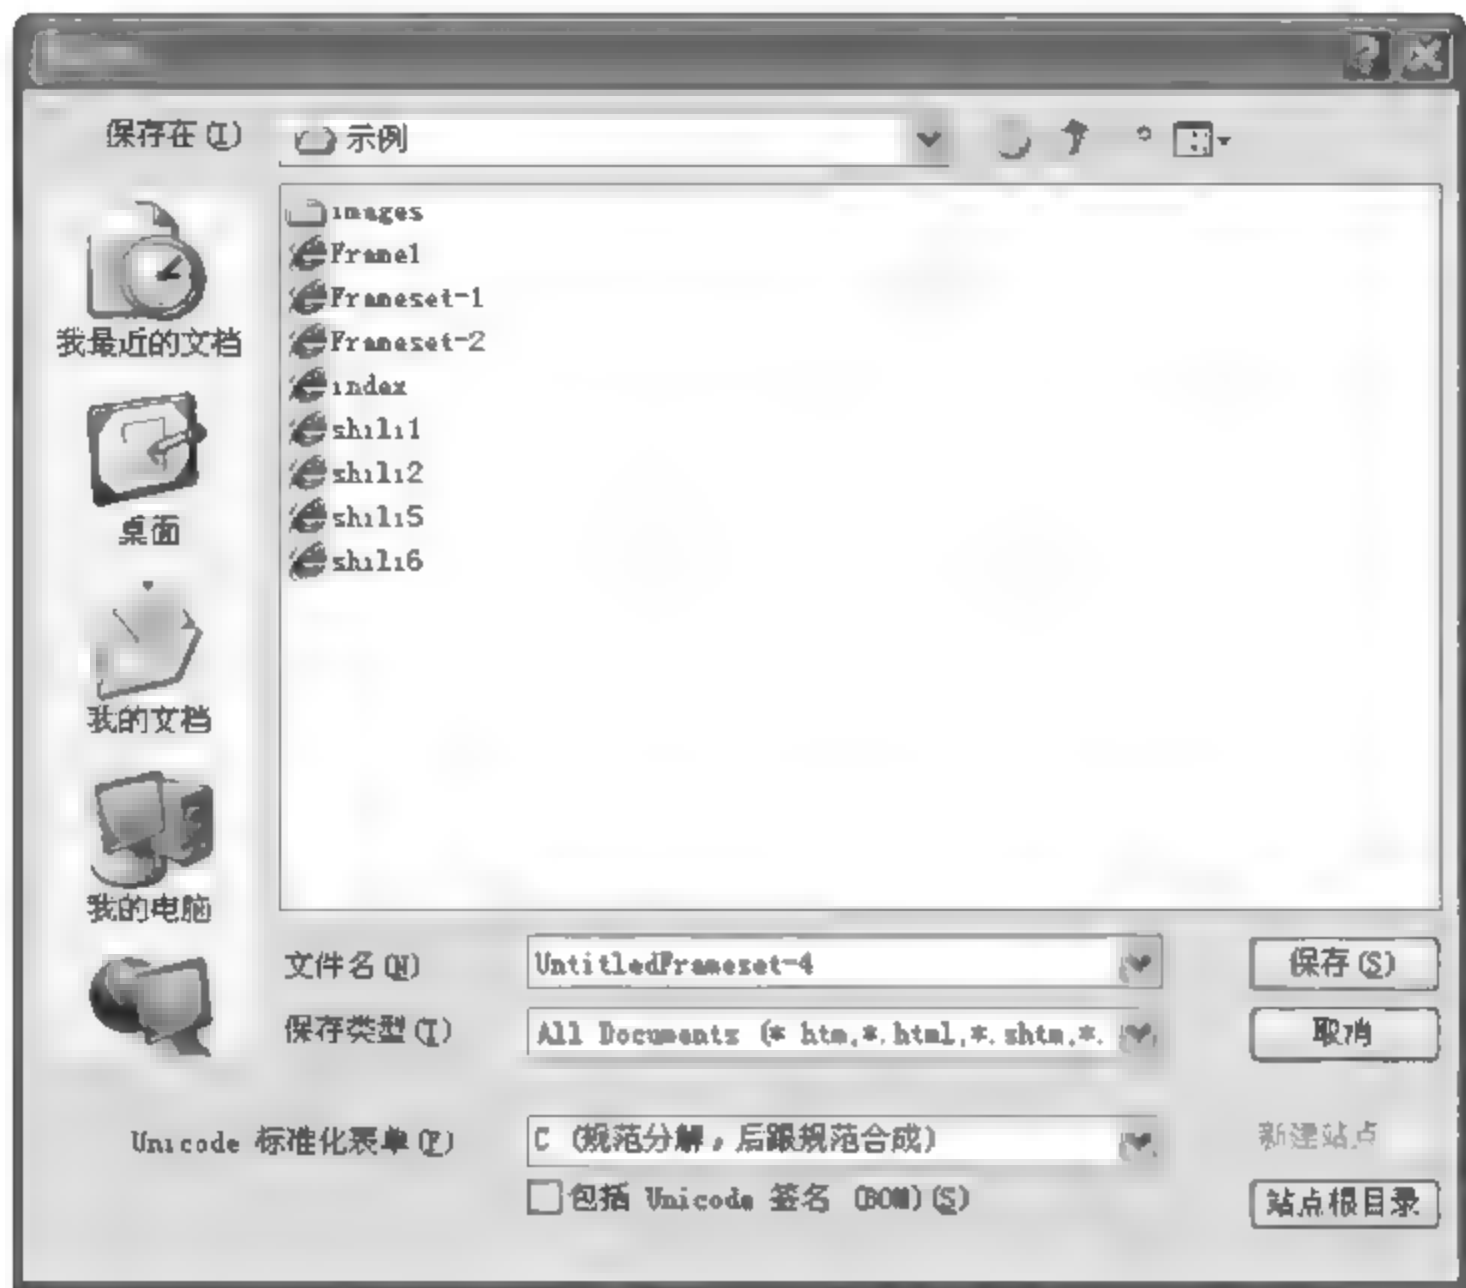 保存在(I)
示例
images
Frame1
Frameset-1
Frameset-2
index
shili1
shili2
shili5
shili6
我最近的文档
桌面
我的文档
我的电脑
文件名(N)
UntitledFrameset-4
保存(S)
保存类型(T)
All Documents (*.htm,*.html,*.shtm,*.
取消
Unicode 标准化表单(F)
C (规范分解，后跟规范合成)
新建站点
包括 Unicode 签名 (BOM)(S)
站点根目录